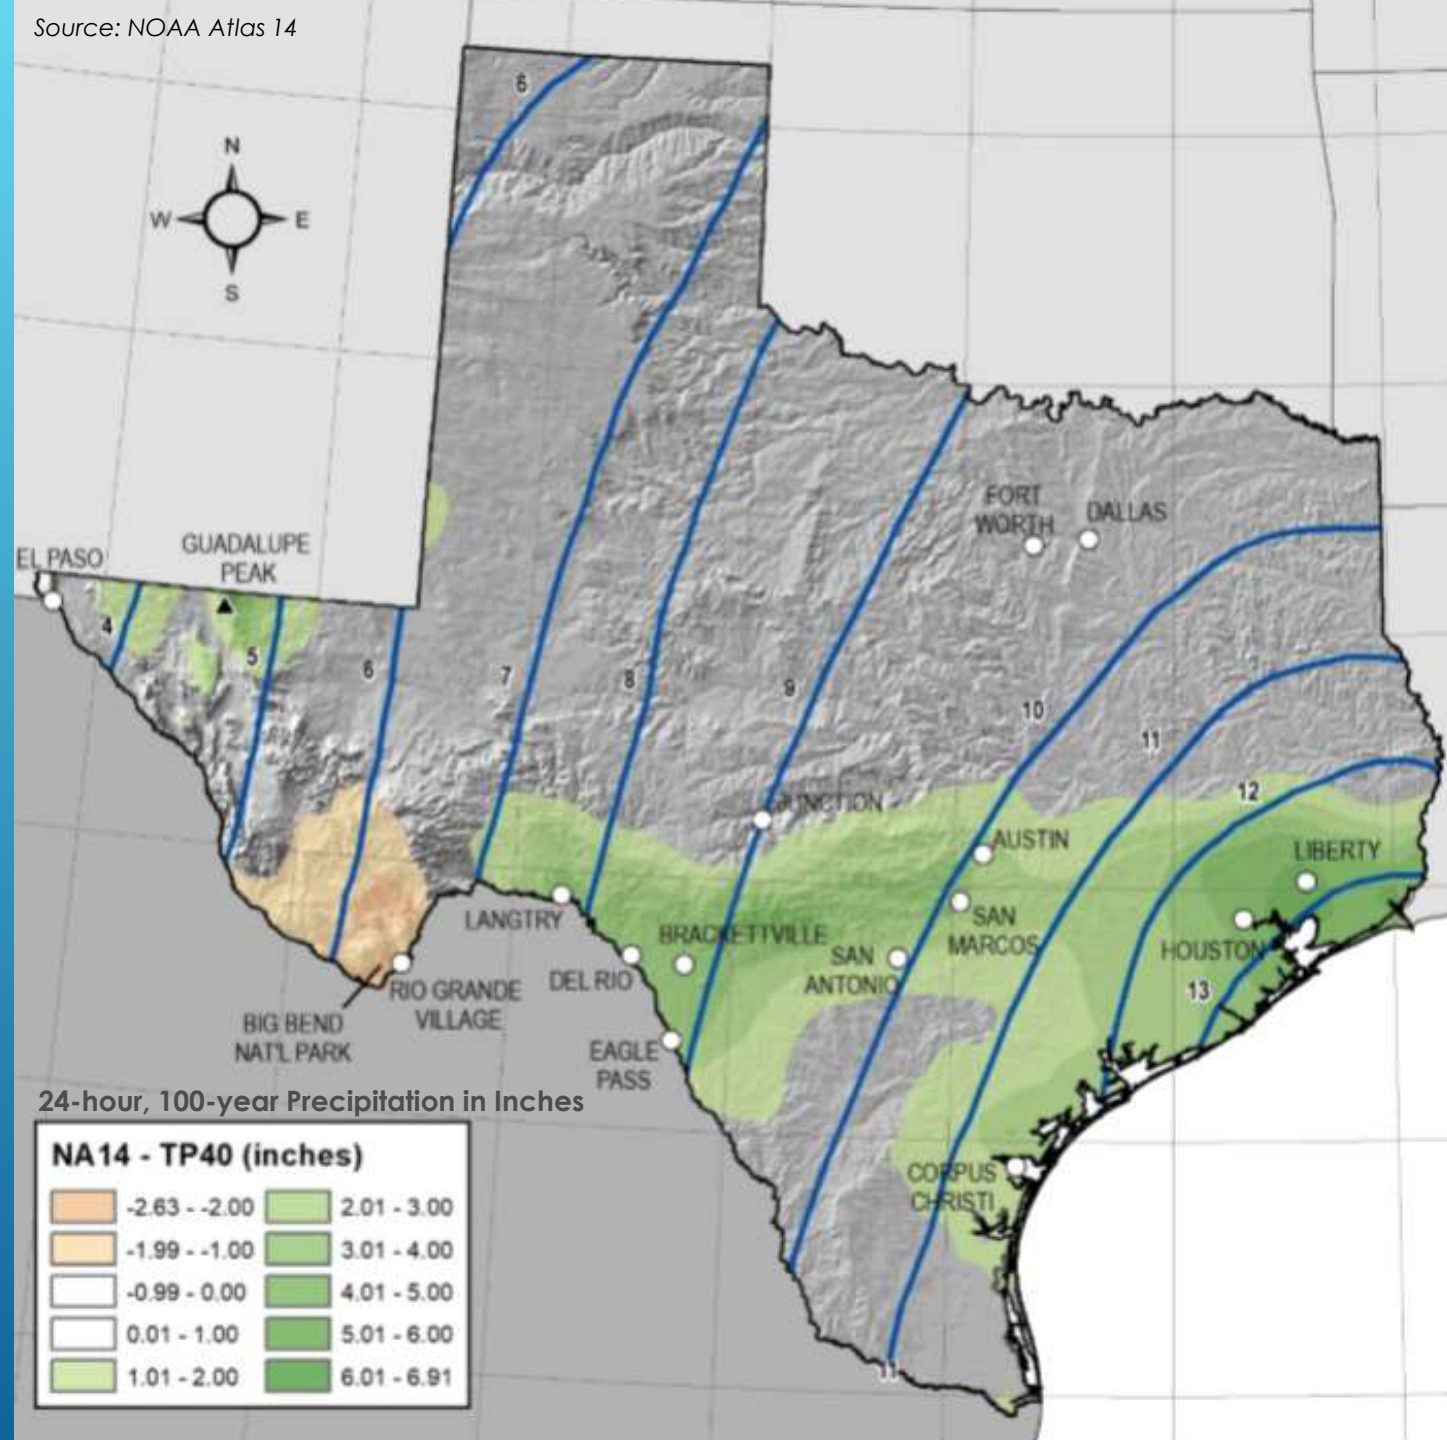 Source: NOAA Atlas 14
6
N
W E
S
FORT
WORTH
DALLAS
EL PASO
GUADALUPE
PEAK
4
5
6
7
8
9
10
11
12
JUNCTION
AUSTIN
LIBERTY
LANGTRY
SAN
MARCOS
BRACKETTVILLE
SAN
ANTONIO
HOUSTON
DEL RIO
13
RIO GRANDE
VILLAGE
BIG BEND
NAT'L PARK
EAGLE
PASS
CORPUS
CHRISTI
11
24-hour, 100-year Precipitation in Inches
NA14 - TP40 (inches)
-2.63 - -2.00
-1.99 - -1.00
-0.99 - 0.00
0.01 - 1.00
1.01 - 2.00
2.01 - 3.00
3.01 - 4.00
4.01 - 5.00
5.01 - 6.00
6.01 - 6.91